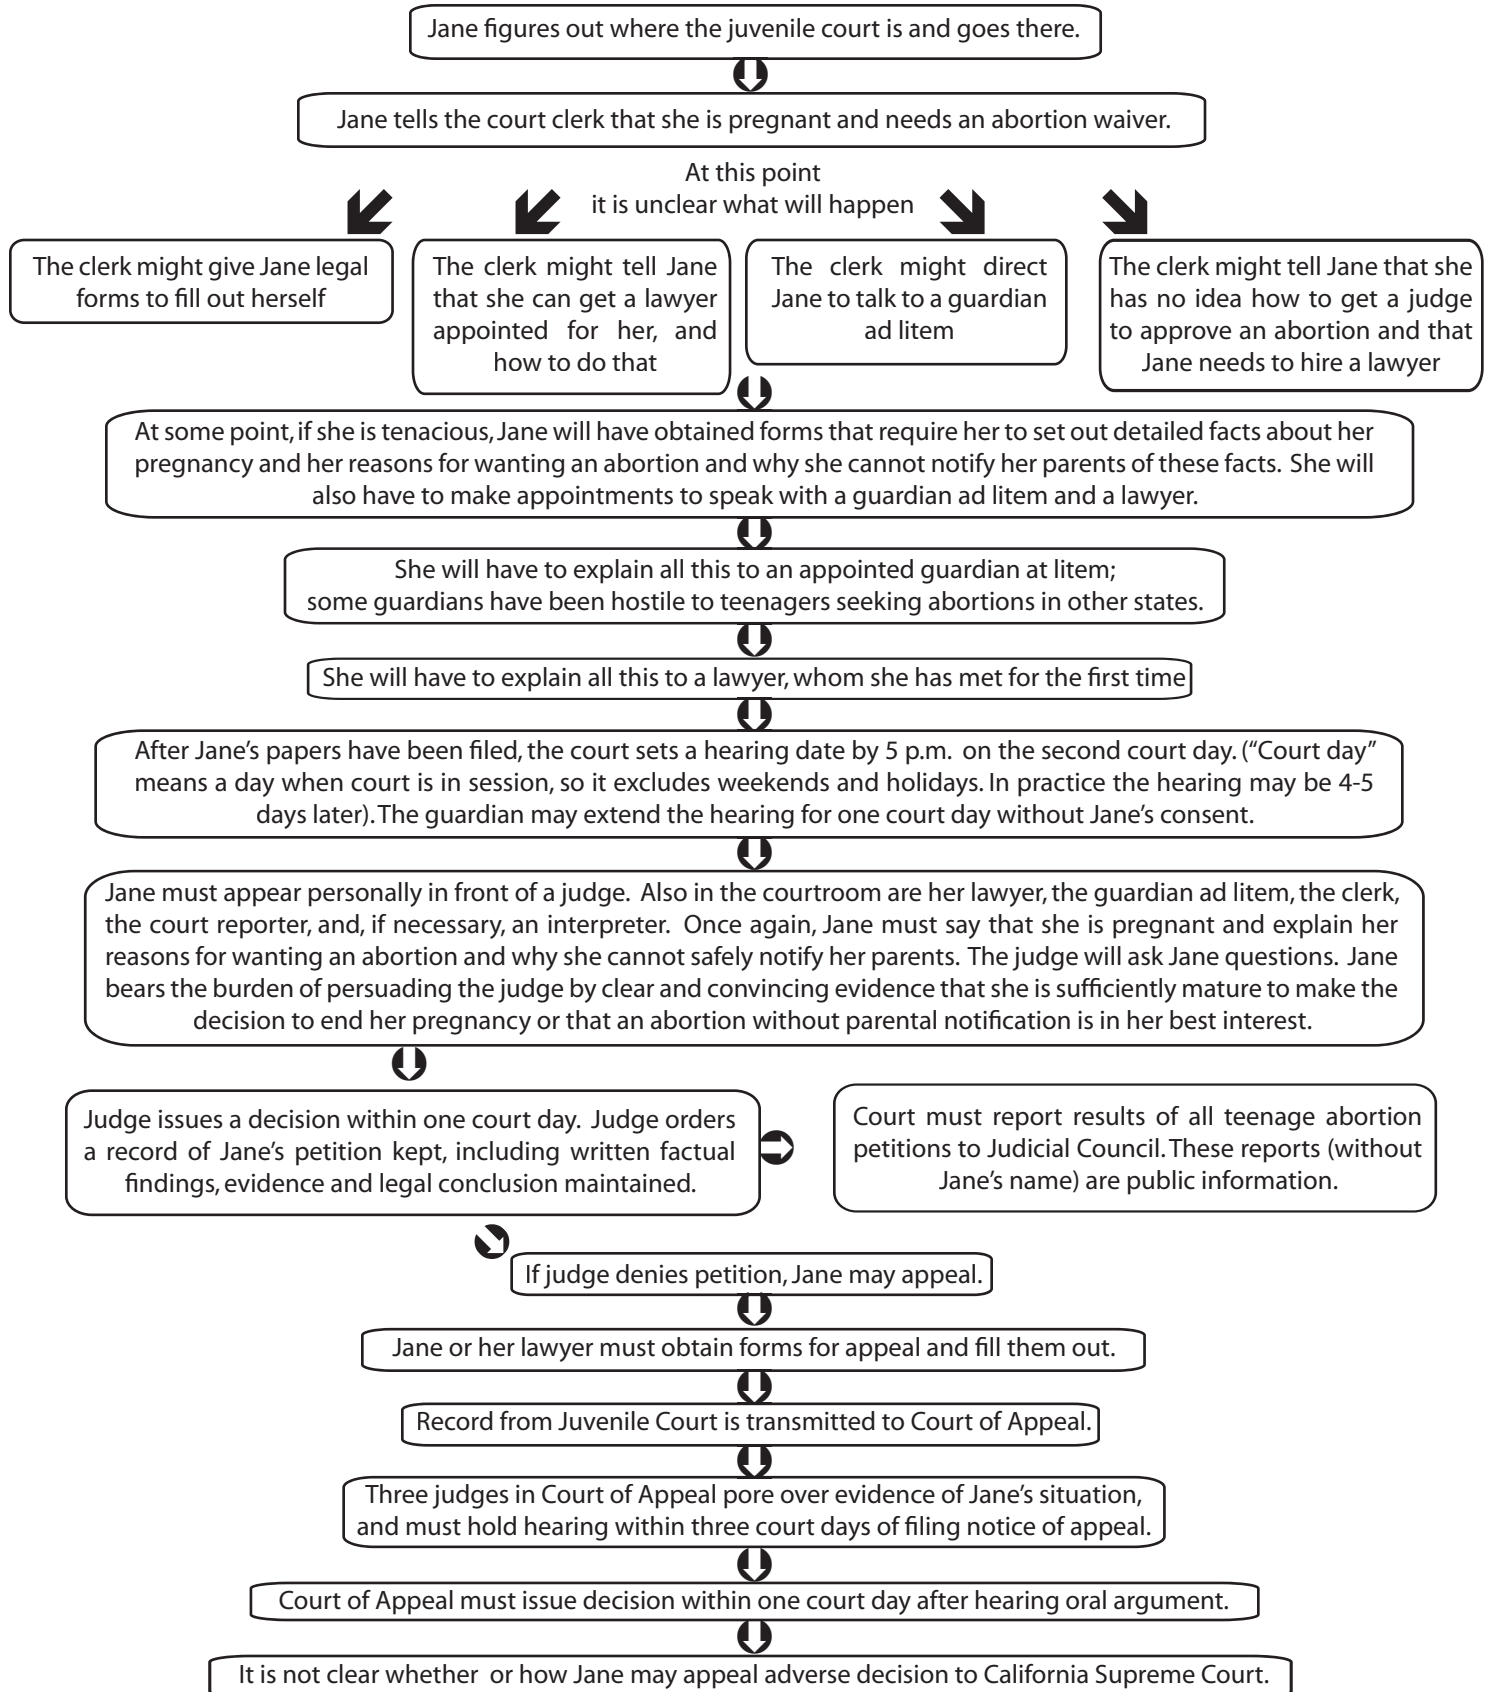 Jane figures out where the juvenile court is and goes there.
Jane tells the court clerk that she is pregnant and needs an abortion waiver.
At this point
it is unclear what will happen
The clerk might give Jane legal
forms to fill out herself
The clerk might tell Jane
that she can get a lawyer
appointed for her, and
how to do that
The clerk might direct
Jane to talk to a guardian
ad litem
The clerk might tell Jane that she
has no idea how to get a judge
to approve an abortion and that
Jane needs to hire a lawyer
At some point, if she is tenacious, Jane will have obtained forms that require her to set out detailed facts about her
pregnancy and her reasons for wanting an abortion and why she cannot notify her parents of these facts. She will
also have to make appointments to speak with a guardian ad litem and a lawyer.
She will have to explain all this to an appointed guardian at litem;
some guardians have been hostile to teenagers seeking abortions in other states.
She will have to explain all this to a lawyer, whom she has met for the first time
After Jane's papers have been filed, the court sets a hearing date by 5 p.m. on the second court day. ("Court day"
means a day when court is in session, so it excludes weekends and holidays. In practice the hearing may be 4-5
days later). The guardian may extend the hearing for one court day without Jane's consent.
Jane must appear personally in front of a judge. Also in the courtroom are her lawyer, the guardian ad litem, the clerk,
the court reporter, and, if necessary, an interpreter. Once again, Jane must say that she is pregnant and explain her
reasons for wanting an abortion and why she cannot safely notify her parents. The judge will ask Jane questions. Jane
bears the burden of persuading the judge by clear and convincing evidence that she is sufficiently mature to make the
decision to end her pregnancy or that an abortion without parental notification is in her best interest.
Judge issues a decision within one court day. Judge orders
a record of Jane's petition kept, including written factual
findings, evidence and legal conclusion maintained.
Court must report results of all teenage abortion
petitions to Judicial Council. These reports (without
Jane's name) are public information.
If judge denies petition, Jane may appeal.
Jane or her lawyer must obtain forms for appeal and fill them out.
Record from Juvenile Court is transmitted to Court of Appeal.
Three judges in Court of Appeal pore over evidence of Jane's situation,
and must hold hearing within three court days of filing notice of appeal.
Court of Appeal must issue decision within one court day after hearing oral argument.
It is not clear whether or how Jane may appeal adverse decision to California Supreme Court.